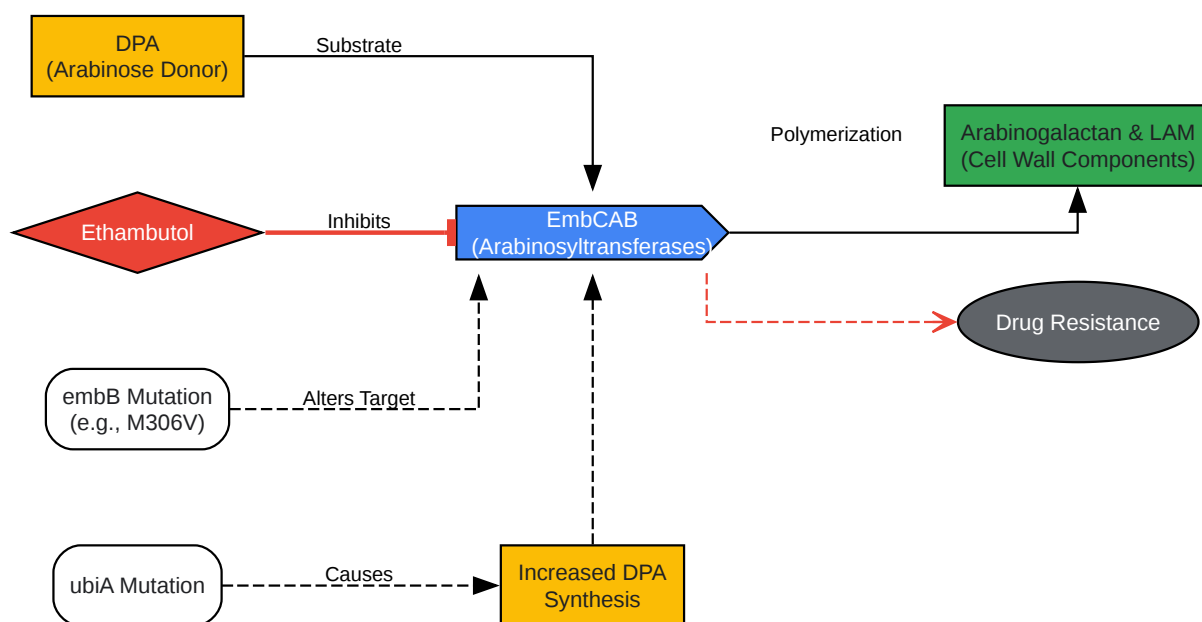 DPA
(Arabinose Donor)
Substrate
Polymerization
Arabinogalactan & LAM
(Cell Wall Components)
Ethambutol
Inhibits
EmbCAB
(Arabinosyltransferases)
Drug Resistance
embB Mutation
(e.g., M306V)
Alters Target
ubiA Mutation
Causes
Increased DPA
Synthesis